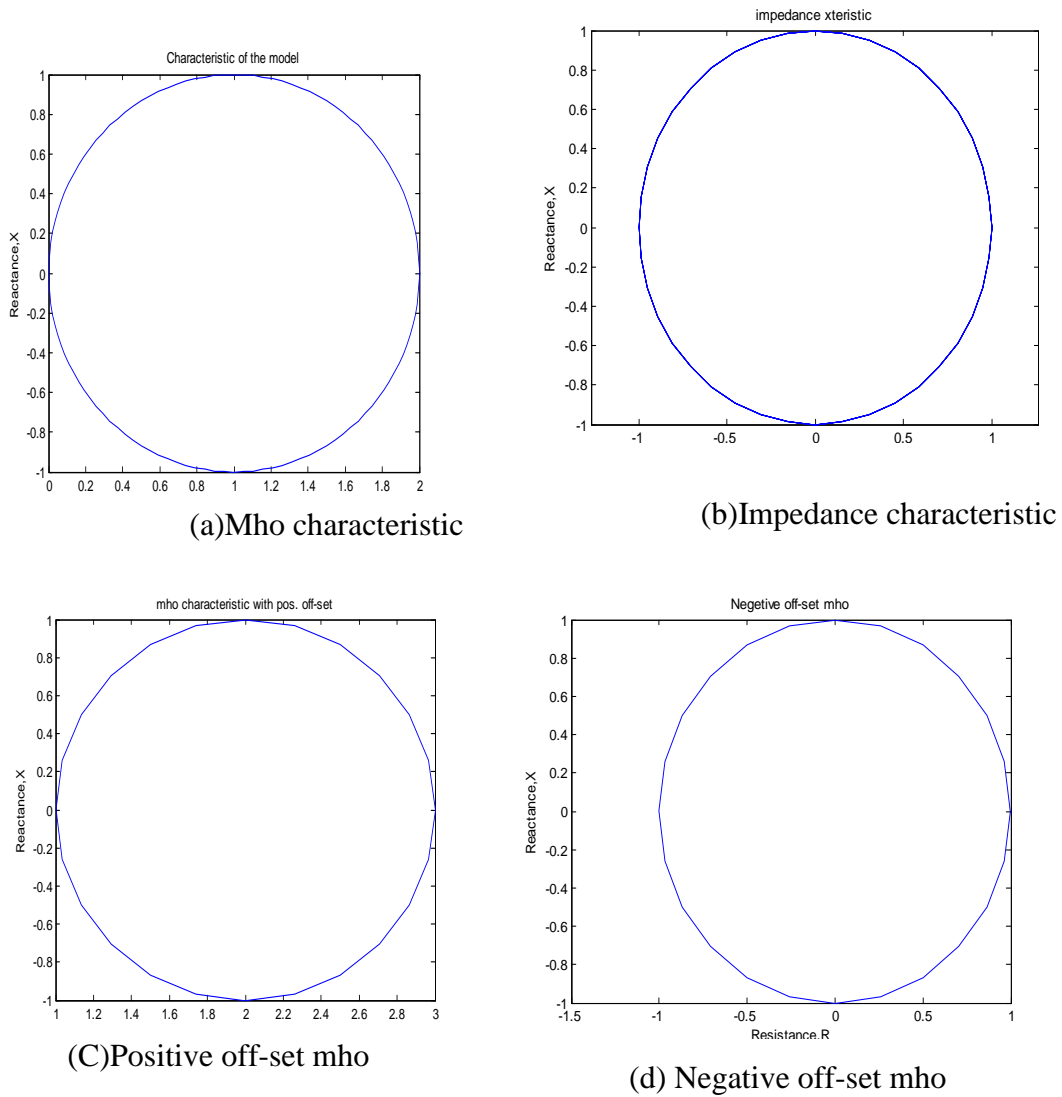 Characteristic of the model
Reactance,X
1
0.8
0.6
0.4
0.2
0
-0.2
-0.4
-0.6
-0.8
-1
0 0.2 0.4 0.6 0.8 1 1.2 1.4 1.6 1.8 2
(a)Mho characteristic
impedance xteristic
Reactance,X
1
0.8
0.6
0.4
0.2
0
-0.2
-0.4
-0.6
-0.8
-1
-1 -0.5 0 0.5 1
(b)Impedance characteristic
mho characteristic with pos. off-set
Reactance,X
1
0.8
0.6
0.4
0.2
0
-0.2
-0.4
-0.6
-0.8
-1
1 1.2 1.4 1.6 1.8 2 2.2 2.4 2.6 2.8 3
(C)Positive off-set mho
Negetive off-set mho
Reactance,X
1
0.8
0.6
0.4
0.2
0
-0.2
-0.4
-0.6
-0.8
-1
-1.5 -1 -0.5 0 0.5 1
Resistance,R
(d) Negative off-set mho